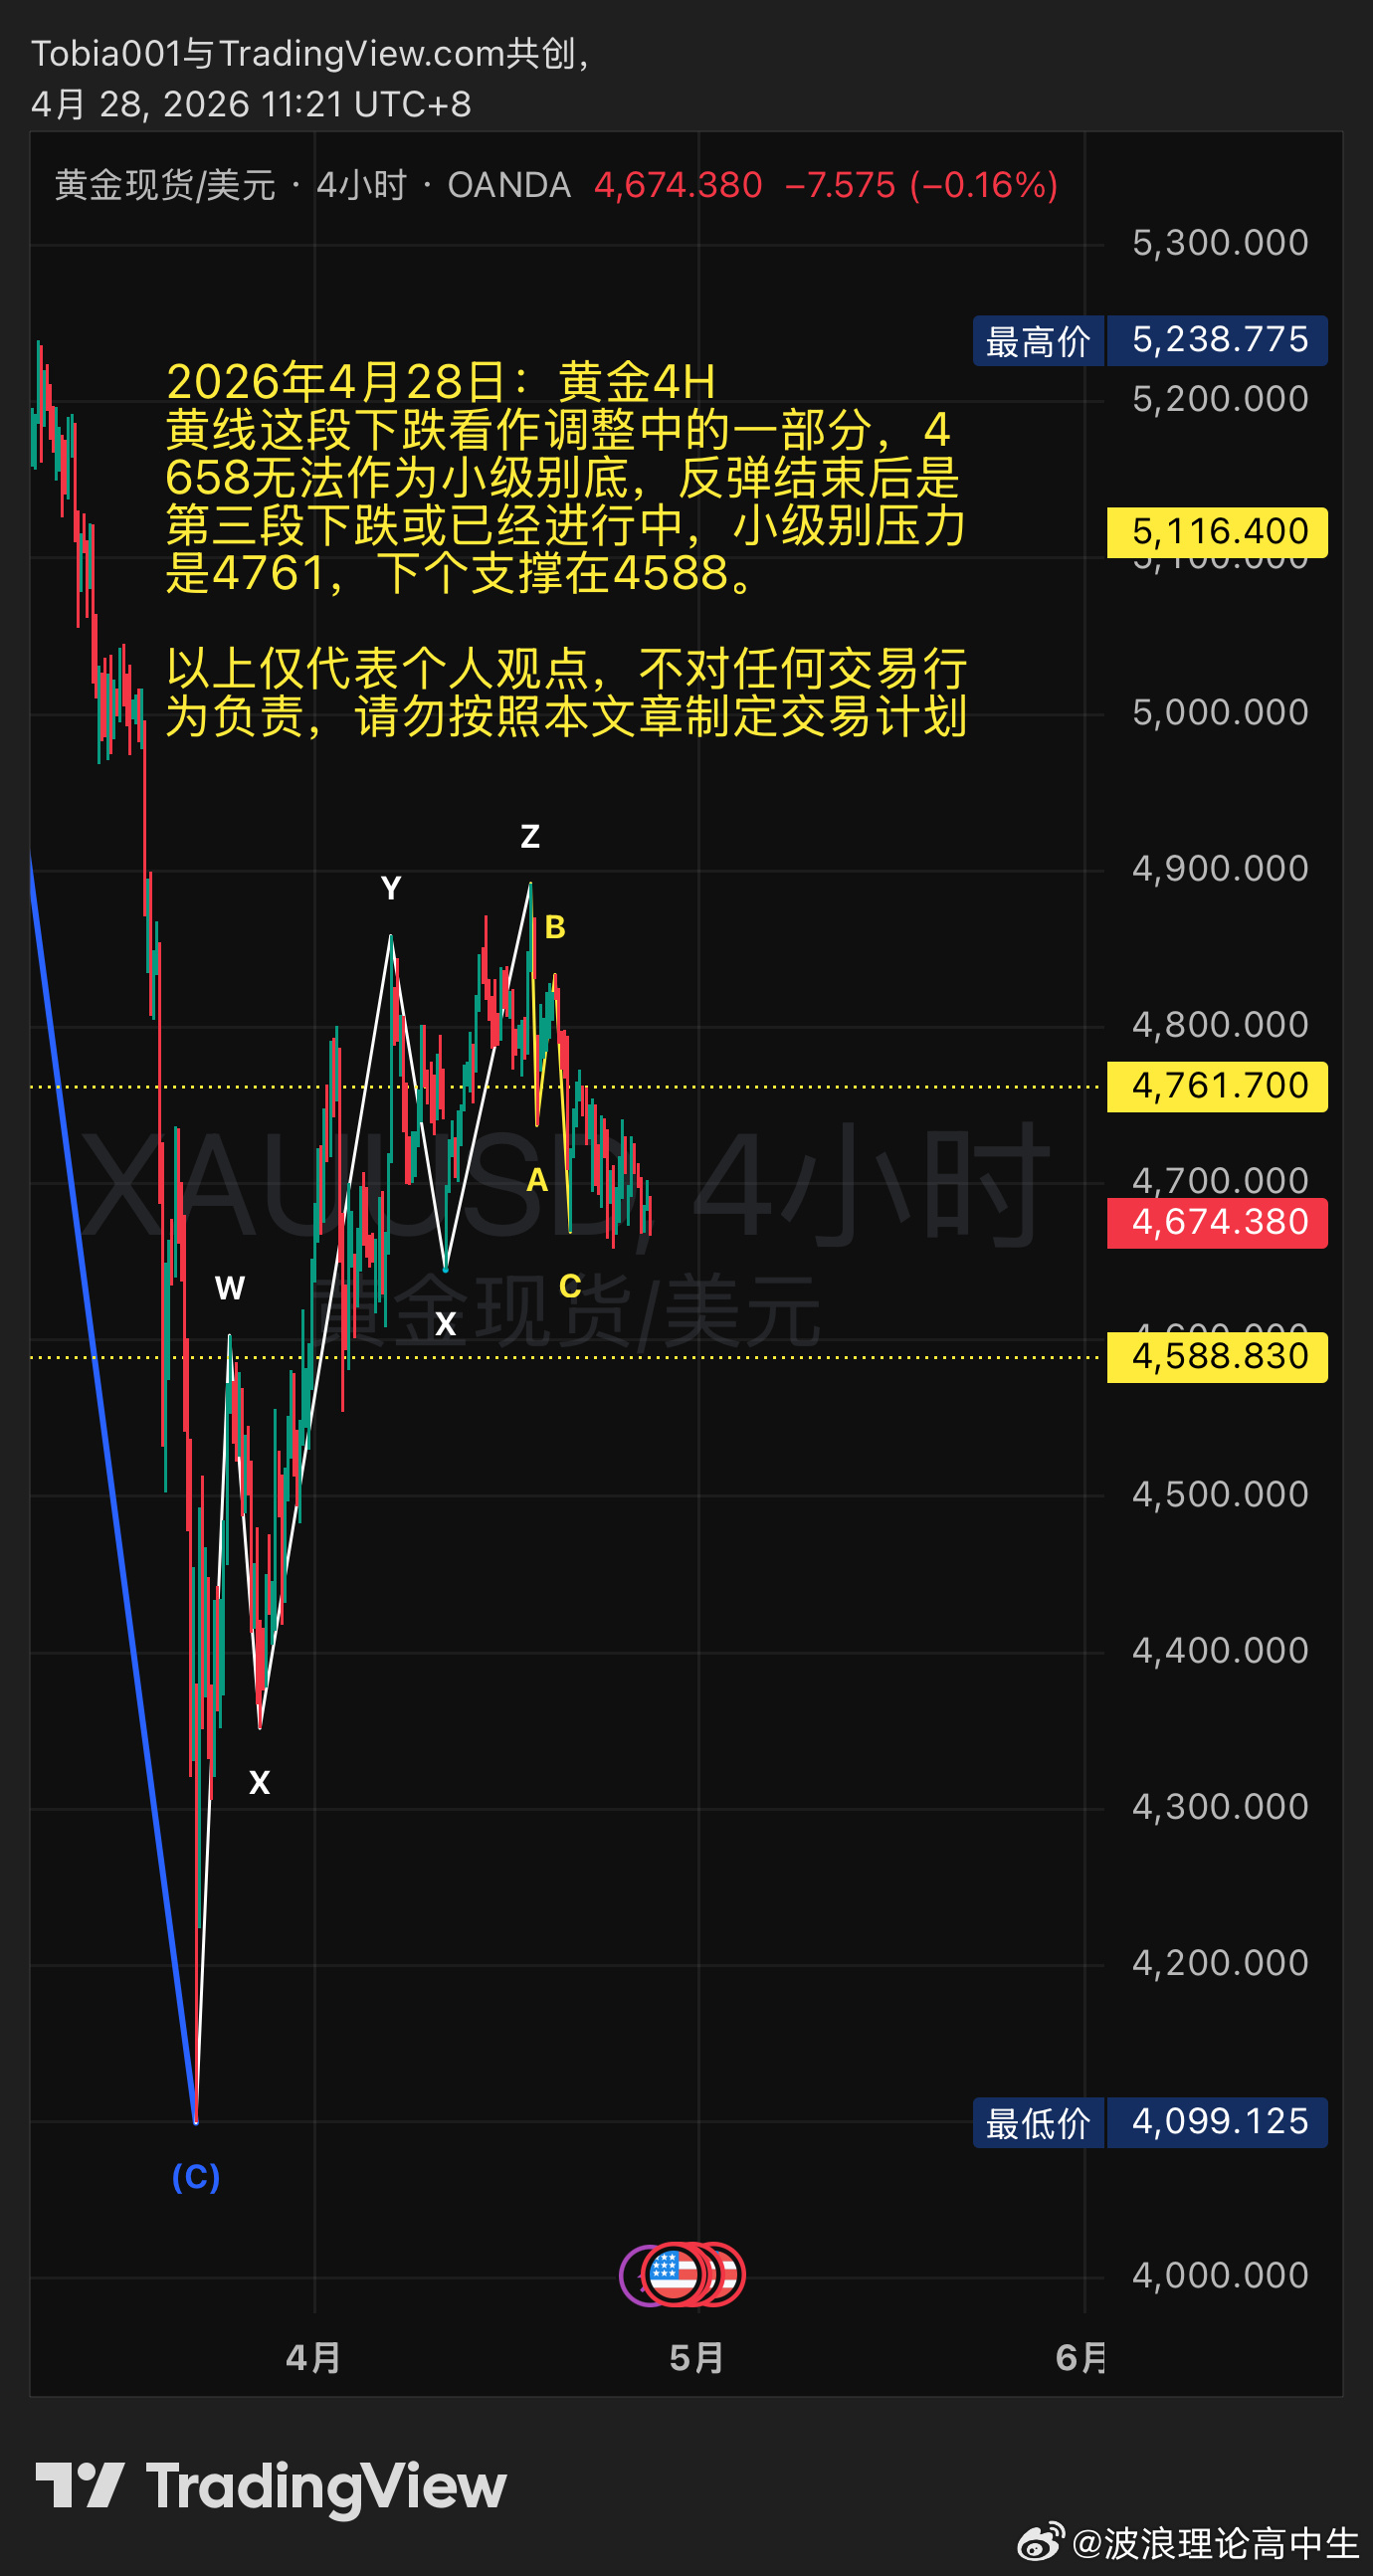 Tobia001与TradingView.com共创，
4月 28, 2026 11:21 UTC+8
黄金现货/美元 · 4小时 · OANDA 4,674.380 −7.575 (−0.16%)
5,300.000
最高价 5,238.775
2026年4月28日：黄金4H
5,200.000
黄线这段下跌看作调整中的一部分，4
658无法作为小级别底，反弹结束后是
第三段下跌或已经进行中，小级别压力
5,116.400
5,100.000
是4761，下个支撑在4588。
以上仅代表个人观点，不对任何交易行
为负责，请勿按照本文章制定交易计划
5,000.000
Z
4,900.000
Y
B
4,800.000
4,761.700
XAUUSD, 4小时
A
4,700.000
4,674.380
黄金现货/美元
W
C
X
4,600.000
4,588.830
4,500.000
4,400.000
X
4,300.000
4,200.000
最低价 4,099.125
(C)
4,000.000
4月
5月
6月
TradingView
@波浪理论高中生